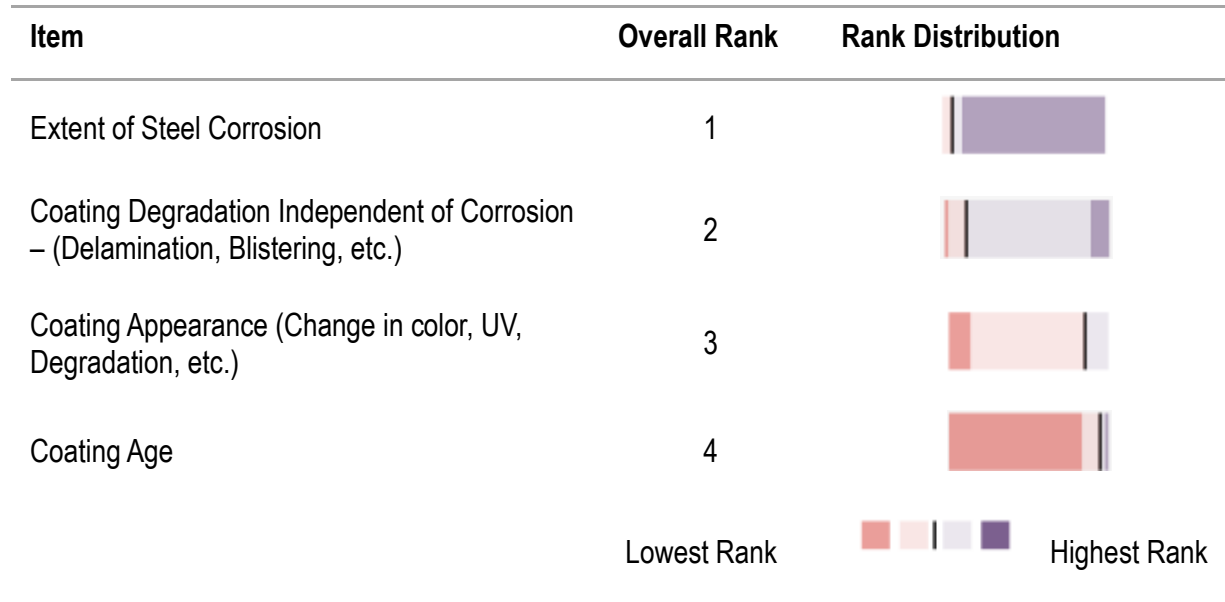 Item Overall Rank Rank Distribution
Extent of Steel Corrosion 1
Coating Degradation Independent of Corrosion
– (Delamination, Blistering, etc.) 2
Coating Appearance (Change in color, UV,
Degradation, etc.) 3
Coating Age 4
Lowest Rank Highest Rank